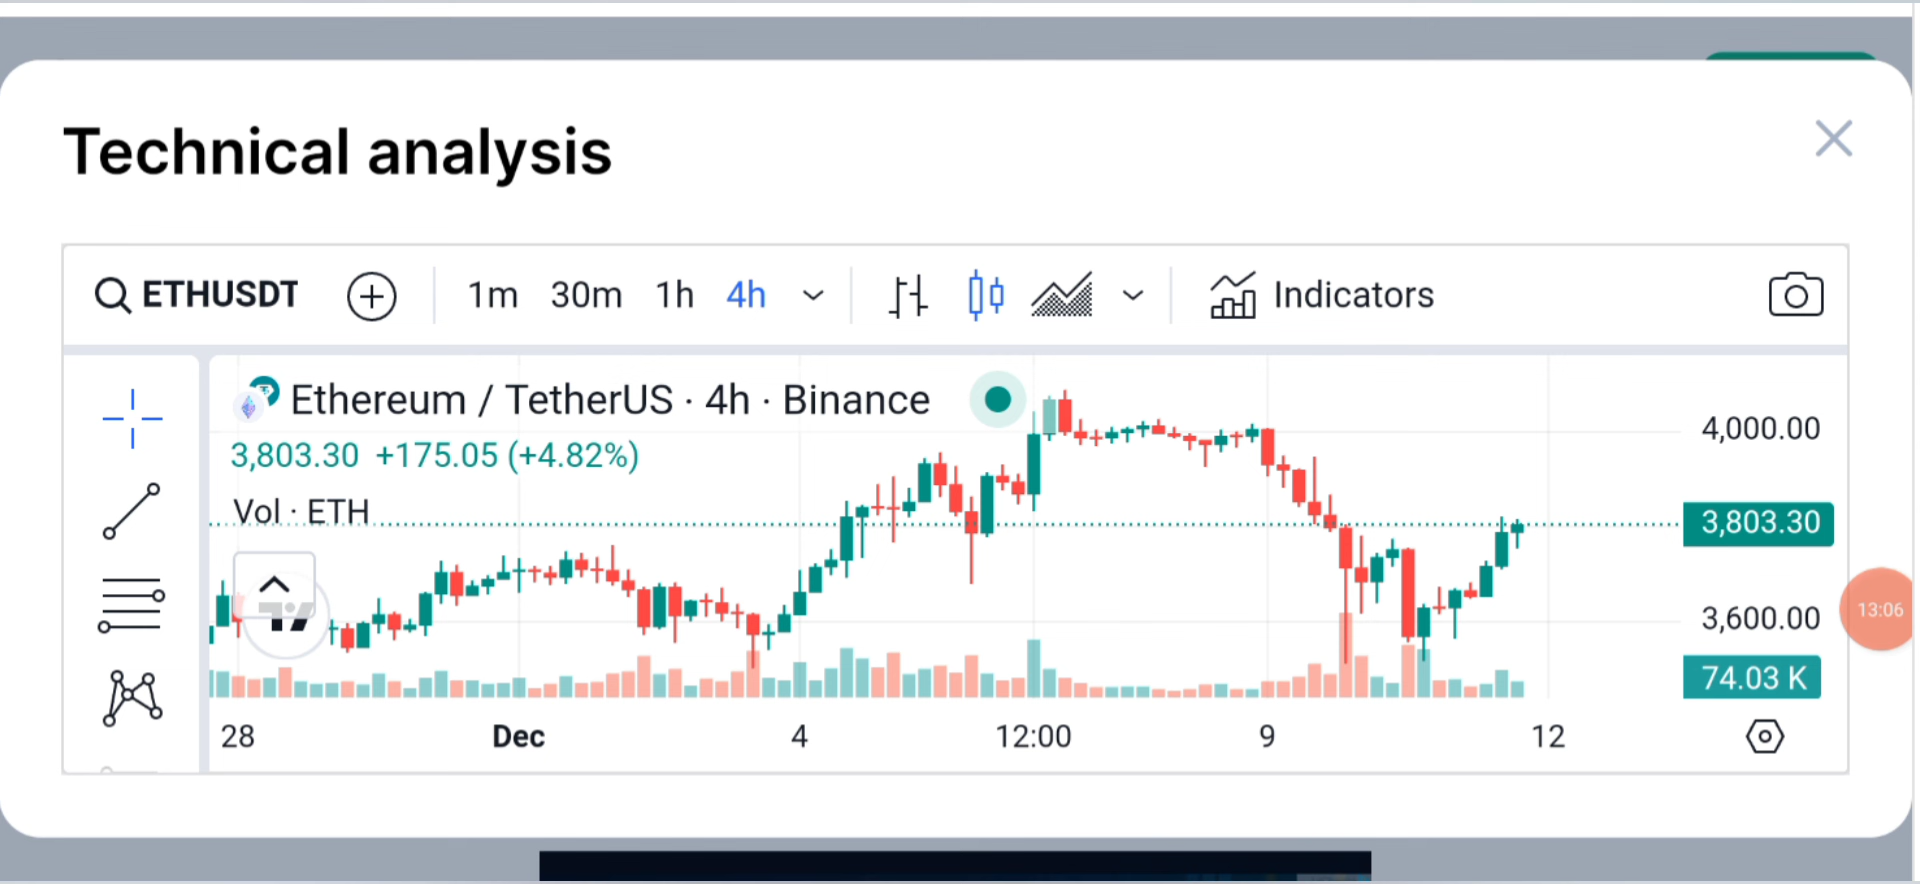 Technical analysis
ETHUSDT 1m 30m 1h 4h Indicators
Ethereum / TetherUS · 4h · Binance
3,803.30 +175.05 (+4.82%)
Vol · ETH
4,000.00
3,803.30
3,600.00
13:06
74.03 K
28 Dec 4 12:00 9 12